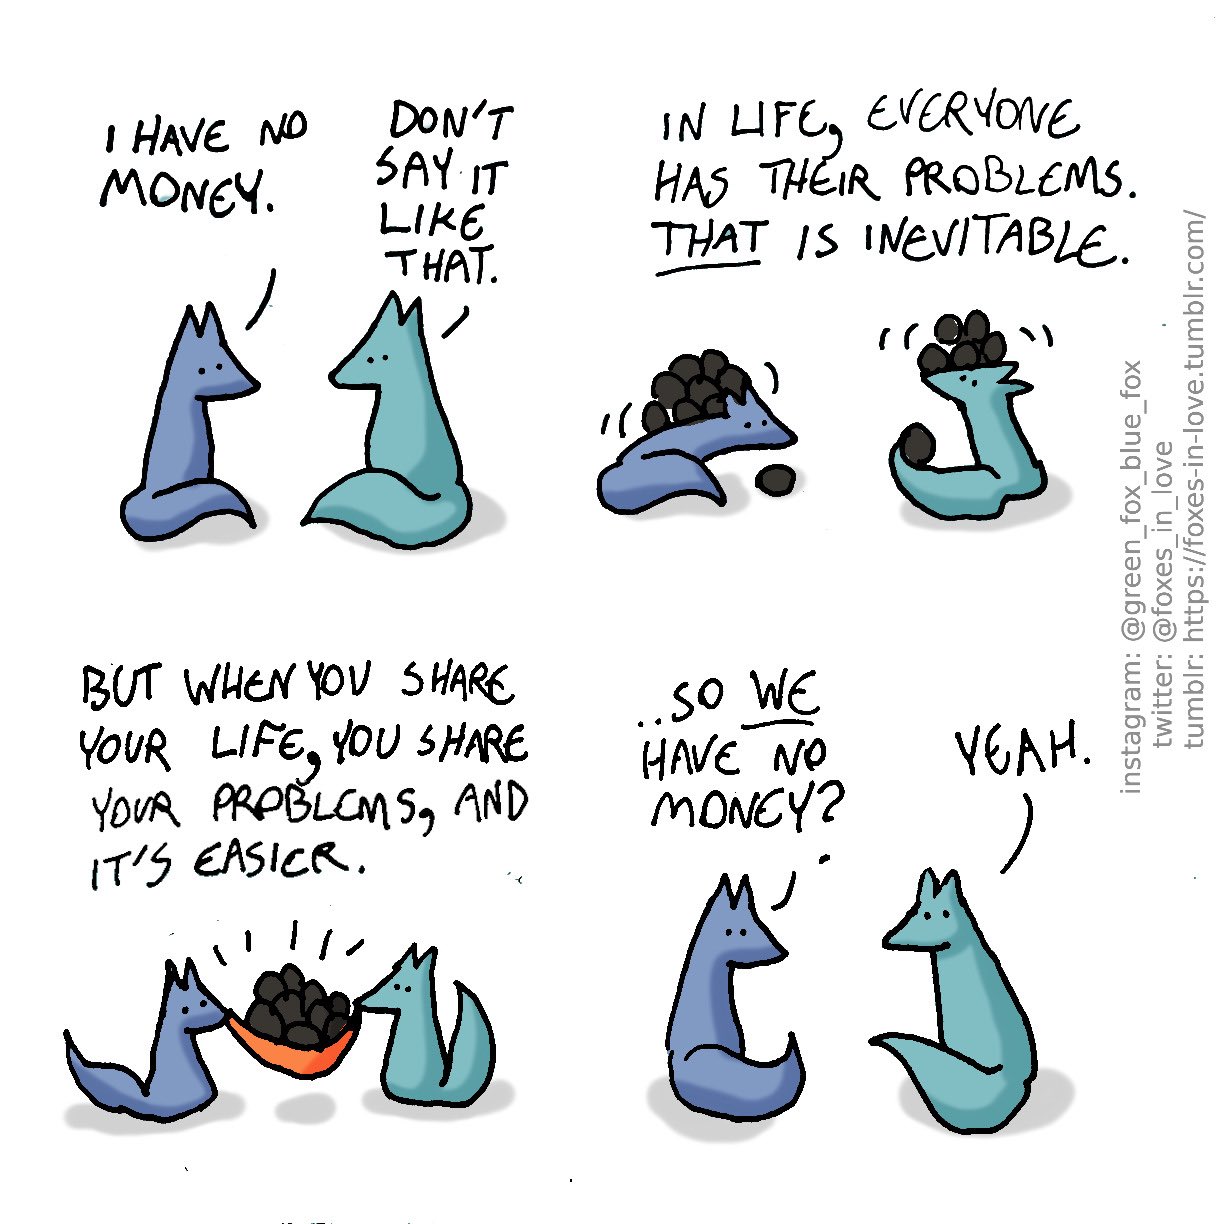 I HAVE NO
MONEY.
DON'T
SAY IT
LIKE
THAT.
IN LIFE, EVERYONE
HAS THEIR PROBLEMS.
THAT IS INEVITABLE.
BUT WHEN YOU SHARE
YOUR LIFE, YOU SHARE
YOUR PROBLEMS, AND
IT'S EASIER.
..SO WE
HAVE NO
MONEY?
YEAH.
instagram: @green_fox_blue_fox
twitter: @foxes_in_love
tumblr: https://foxes-in-love.tumblr.com/